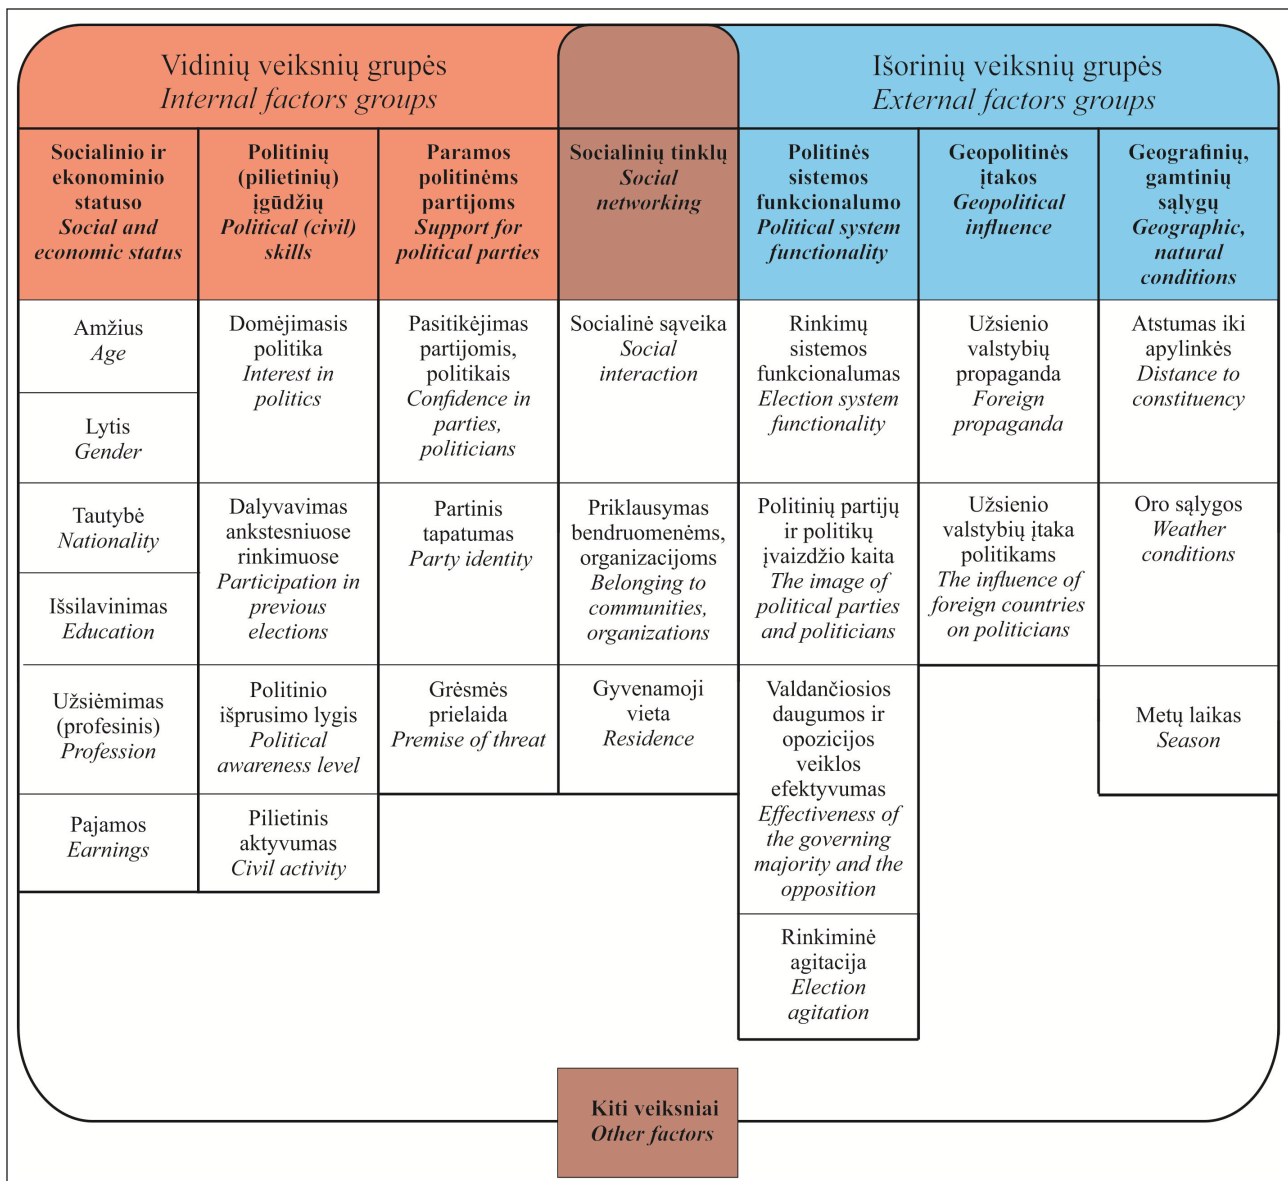 Vidinių veiksnių grupės
Internal factors groups
Išorinių veiksnių grupės
External factors groups
Socialinio ir
ekonominio
statuso
Social and
economic status
Politinių
(pilietinių)
įgūdžių
Political (civil)
skills
Paramos
politinėms
partijoms
Support for
political parties
Socialinių tinklų
Social
networking
Politinės
sistemos
funkcionalumo
Political system
functionality
Geopolitinės
įtakos
Geopolitical
influence
Geografinių,
gamtinių
sąlygų
Geographic,
natural
conditions
Amžius
Age
Lytis
Gender
Tautybė
Nationality
Išsilavinimas
Education
Užsiėmimas
(profesinis)
Profession
Pajamos
Earnings
Domėjimasis
politika
Interest in
politics
Dalyvavimas
ankstesniuose
rinkimuose
Participation in
previous
elections
Politinio
išprusimo lygis
Political
awareness level
Pilietinis
aktyvumas
Civil activity
Pasitikėjimas
partijomis,
politikais
Confidence in
parties,
politicians
Partinis
tapatumas
Party identity
Grėsmės
prielaida
Premise of threat
Socialinė sąveika
Social
interaction
Priklausymas
bendruomenėms,
organizacijoms
Belonging to
communities,
organizations
Gyvenamoji
vieta
Residence
Rinkimų
sistemos
funkcionalumas
Election system
functionality
Politinių partijų
ir politikų
įvaizdžio kaita
The image of
political parties
and politicians
Valdančiosios
daugumos ir
opozicijos
veiklos
efektyvumas
Effectiveness of
the governing
majority and the
opposition
Rinkiminė
agitacija
Election
agitation
Užsienio
valstybių
propaganda
Foreign
propaganda
Užsienio
valstybių įtaka
politikams
The influence of
foreign countries
on politicians
Atstumas iki
apylinkės
Distance to
constituency
Oro sąlygos
Weather
conditions
Metų laikas
Season
Kiti veiksniai
Other factors